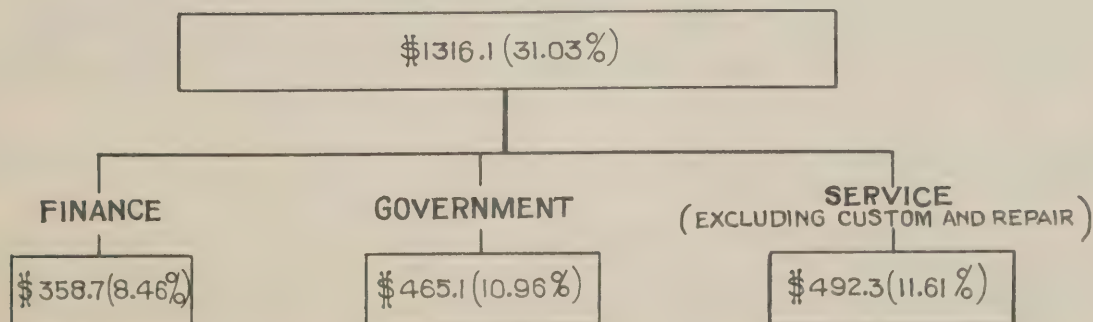 $1316.1 (31.03%)
FINANCE
GOVERNMENT
SERVICE
(EXCLUDING CUSTOM AND REPAIR)
$358.7 (8.46%)
$465.1 (10.96%)
$492.3 (11.61%)